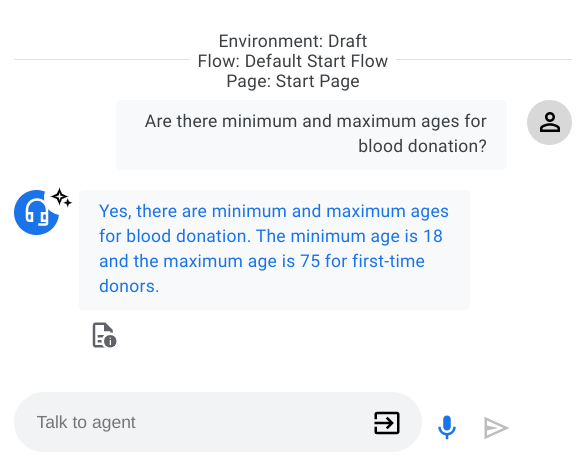 Environment: Draft
Flow: Default Start Flow
Page: Start Page
Are there minimum and maximum ages for
blood donation?
Yes, there are minimum and maximum ages
for blood donation. The minimum age is 18
and the maximum age is 75 for first-time
donors.
Talk to agent